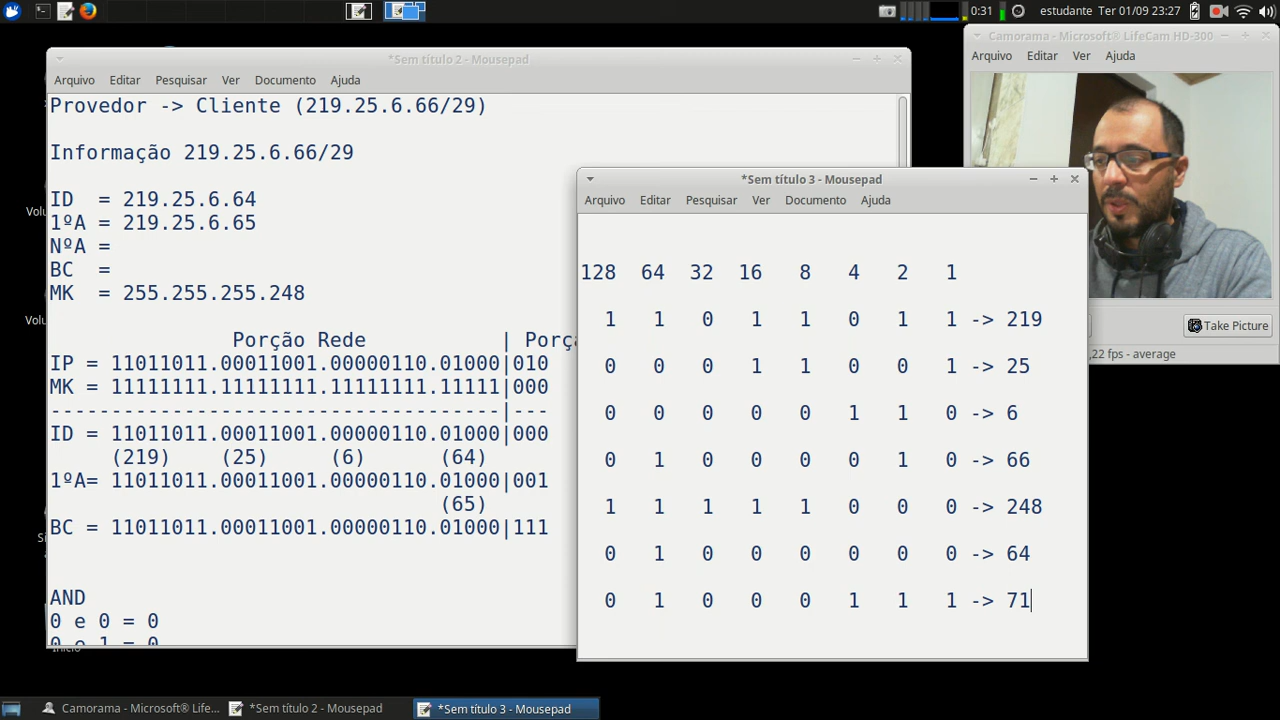 0:31 estudante Ter 01/09 23:27
*Sem título 2 - Mousepad
Arquivo Editar Pesquisar Ver Documento Ajuda
Provedor -> Cliente (219.25.6.66/29)
Informação 219.25.6.66/29
ID = 219.25.6.64
1ºA = 219.25.6.65
NºA =
BC =
MK = 255.255.255.248
Porção Rede | Porç
IP = 11011011.00011001.00000110.01000|010
MK = 11111111.11111111.11111111.11111|000
-------------------------------------|---
ID = 11011011.00011001.00000110.01000|000
(219) (25) (6) (64)
1ºA= 11011011.00011001.00000110.01000|001
(65)
BC = 11011011.00011001.00000110.01000|111
AND
0 e 0 = 0
0 e 1 = 0
*Sem título 3 - Mousepad
Arquivo Editar Pesquisar Ver Documento Ajuda
128 64 32 16 8 4 2 1
1 1 0 1 1 0 1 1 -> 219
0 0 0 1 1 0 0 1 -> 25
0 0 0 0 0 1 1 0 -> 6
0 1 0 0 0 0 1 0 -> 66
1 1 1 1 1 0 0 0 -> 248
0 1 0 0 0 0 0 0 -> 64
0 1 0 0 0 1 1 1 -> 71
Camorama - Microsoft® LifeCam HD-300
Arquivo Editar Ver Ajuda
Take Picture
,22 fps - average
Camorama - Microsoft® Life... *Sem título 2 - Mousepad *Sem título 3 - Mousepad